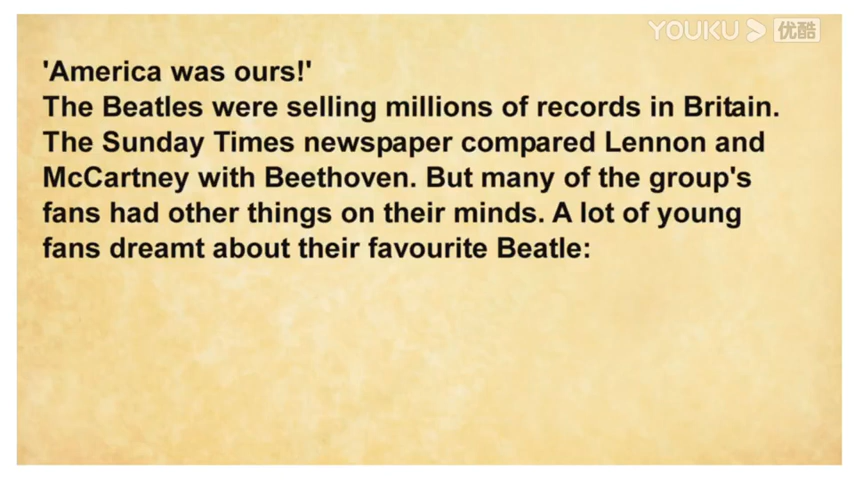 YOUKU 优酷
'America was ours!'
The Beatles were selling millions of records in Britain.
The Sunday Times newspaper compared Lennon and
McCartney with Beethoven. But many of the group's
fans had other things on their minds. A lot of young
fans dreamt about their favourite Beatle: